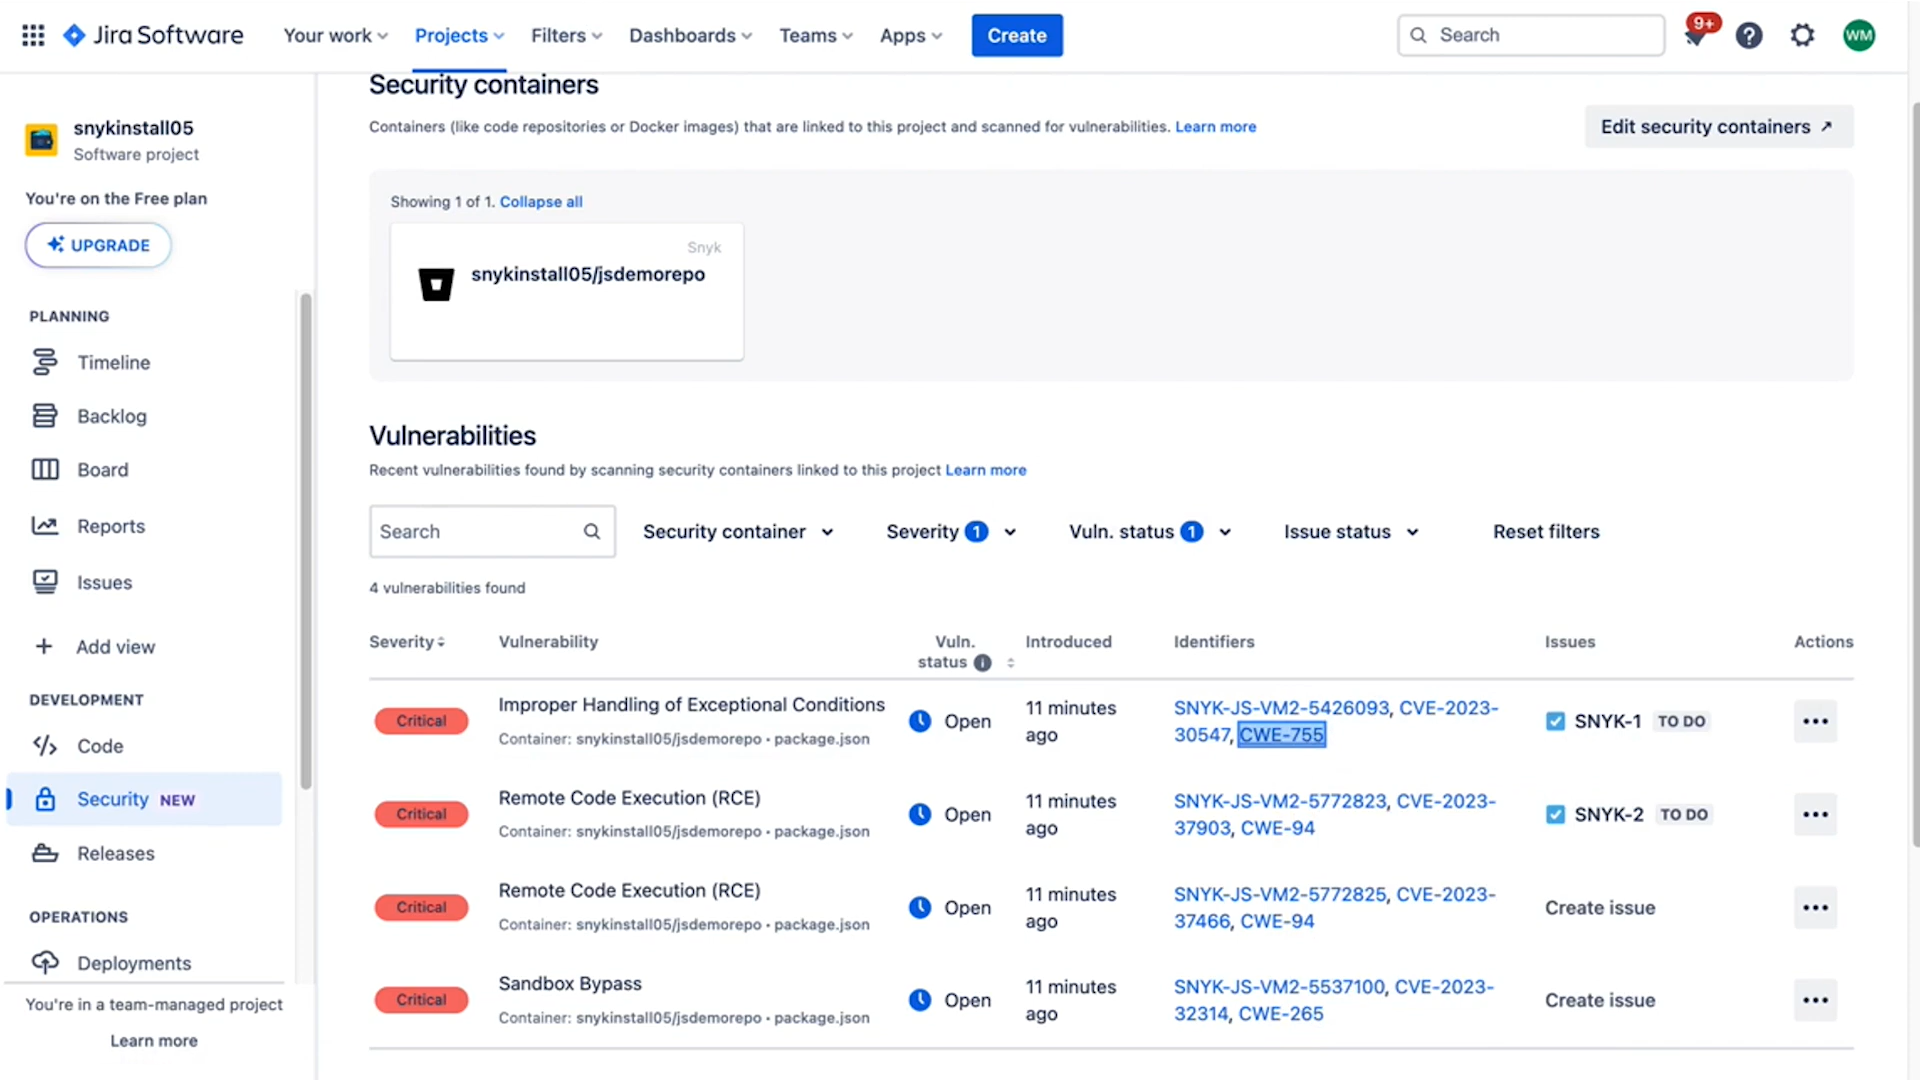 Jira Software Your work Projects Filters Dashboards Teams Apps Create Search 9+ WM
snykinstall05
Software project
You're on the Free plan
UPGRADE
PLANNING
Timeline
Backlog
Board
Reports
Issues
Add view
DEVELOPMENT
Code
Security NEW
Releases
OPERATIONS
Deployments
You're in a team-managed project
Learn more
Security containers
Containers (like code repositories or Docker images) that are linked to this project and scanned for vulnerabilities. Learn more
Edit security containers ↗
Showing 1 of 1. Collapse all
Snyk
snykinstall05/jsdemorepo
Vulnerabilities
Recent vulnerabilities found by scanning security containers linked to this project Learn more
Search Security container Severity 1 Vuln. status 1 Issue status Reset filters
4 vulnerabilities found
Severity Vulnerability Vuln. status Introduced Identifiers Issues Actions
Critical Improper Handling of Exceptional Conditions Open 11 minutes SNYK-JS-VM2-5426093, CVE-2023- SNYK-1 TO DO
Container: snykinstall05/jsdemorepo • package.json ago 30547, CWE-755
Critical Remote Code Execution (RCE) Open 11 minutes SNYK-JS-VM2-5772823, CVE-2023- SNYK-2 TO DO
Container: snykinstall05/jsdemorepo • package.json ago 37903, CWE-94
Critical Remote Code Execution (RCE) Open 11 minutes SNYK-JS-VM2-5772825, CVE-2023- Create issue
Container: snykinstall05/jsdemorepo • package.json ago 37466, CWE-94
Critical Sandbox Bypass Open 11 minutes SNYK-JS-VM2-5537100, CVE-2023- Create issue
Container: snykinstall05/jsdemorepo • package.json ago 32314, CWE-265